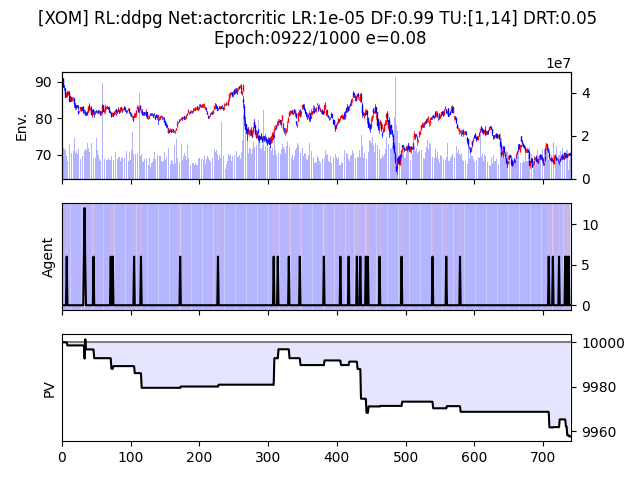 [XOM] RL:ddpg Net:actorcritic LR:1e-05 DF:0.99 TU:[1,14] DRT:0.05
Epoch:0922/1000 e=0.08
1e7
Env.
90
80
70
4
2
0
Agent
10
5
0
PV
10000
9980
9960
0 100 200 300 400 500 600 700